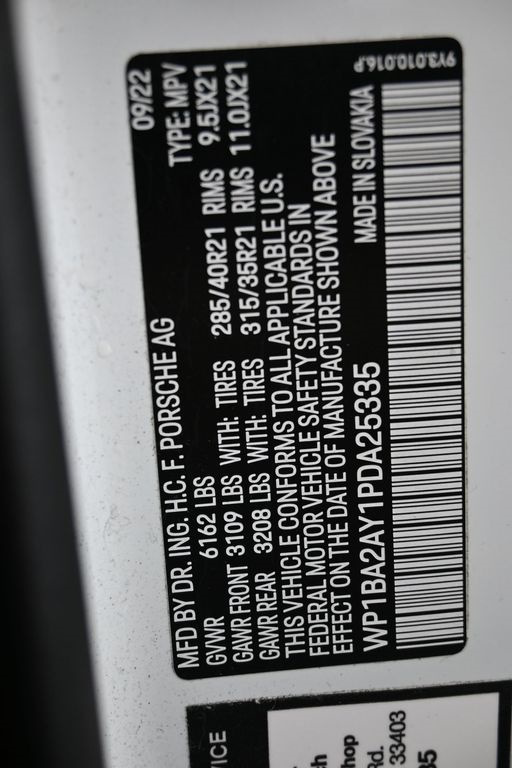 MFD BY DR. ING. H.C. F. PORSCHE AG 09/22
GVWR 6162 LBS TYPE: MPV
GAWR FRONT 3109 LBS WITH: TIRES 285/40R21 RIMS 9.5JX21
GAWR REAR 3208 LBS WITH: TIRES 315/35R21 RIMS 11.0JX21
THIS VEHICLE CONFORMS TO ALL APPLICABLE U.S.
FEDERAL MOTOR VEHICLE SAFETY STANDARDS IN
EFFECT ON THE DATE OF MANUFACTURE SHOWN ABOVE
WP1BA2AY1PDA25335 MADE IN SLOVAKIA
9Y3.010.016.P
ICE
hop
Rd.
33403
35